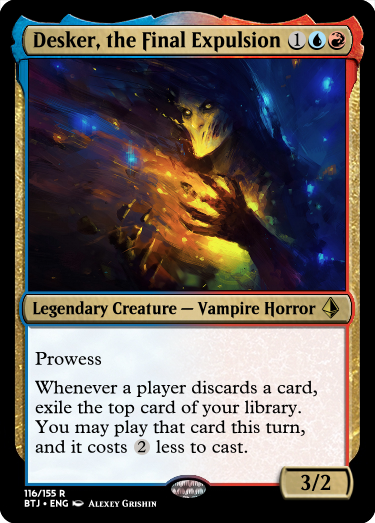 Desker, the Final Expulsion 1
Legendary Creature — Vampire Horror
Prowess
Whenever a player discards a card,
exile the top card of your library.
You may play that card this turn,
and it costs 2 less to cast.
3/2
116/155 R
BTJ • ENG Alexey Grishin